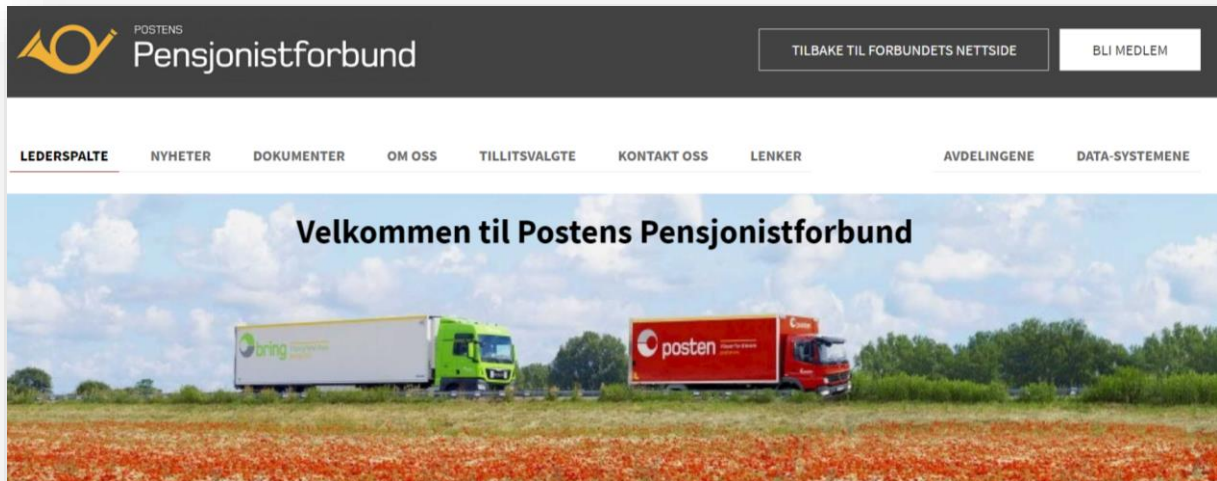 POSTENS
Pensjonistforbund
TILBAKE TIL FORBUNDETS NETTSIDE
BLI MEDLEM
LEDERSPALTE NYHETER DOKUMENTER OM OSS TILLITSVALGTE KONTAKT OSS LENKER AVDELINGENE DATA-SYSTEMENE
Velkommen til Postens Pensjonistforbund
bring
posten